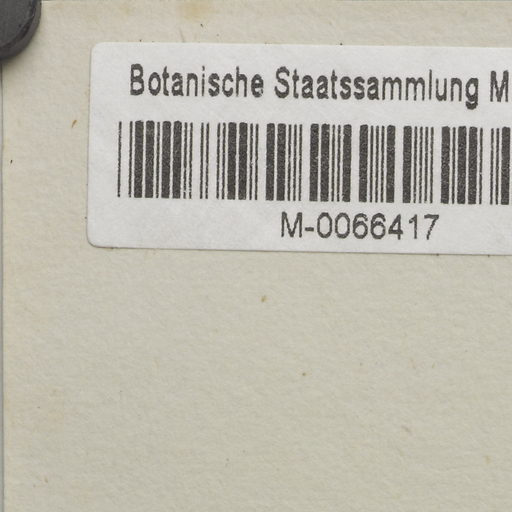 Botanische Staatssammlung M
M-0066417